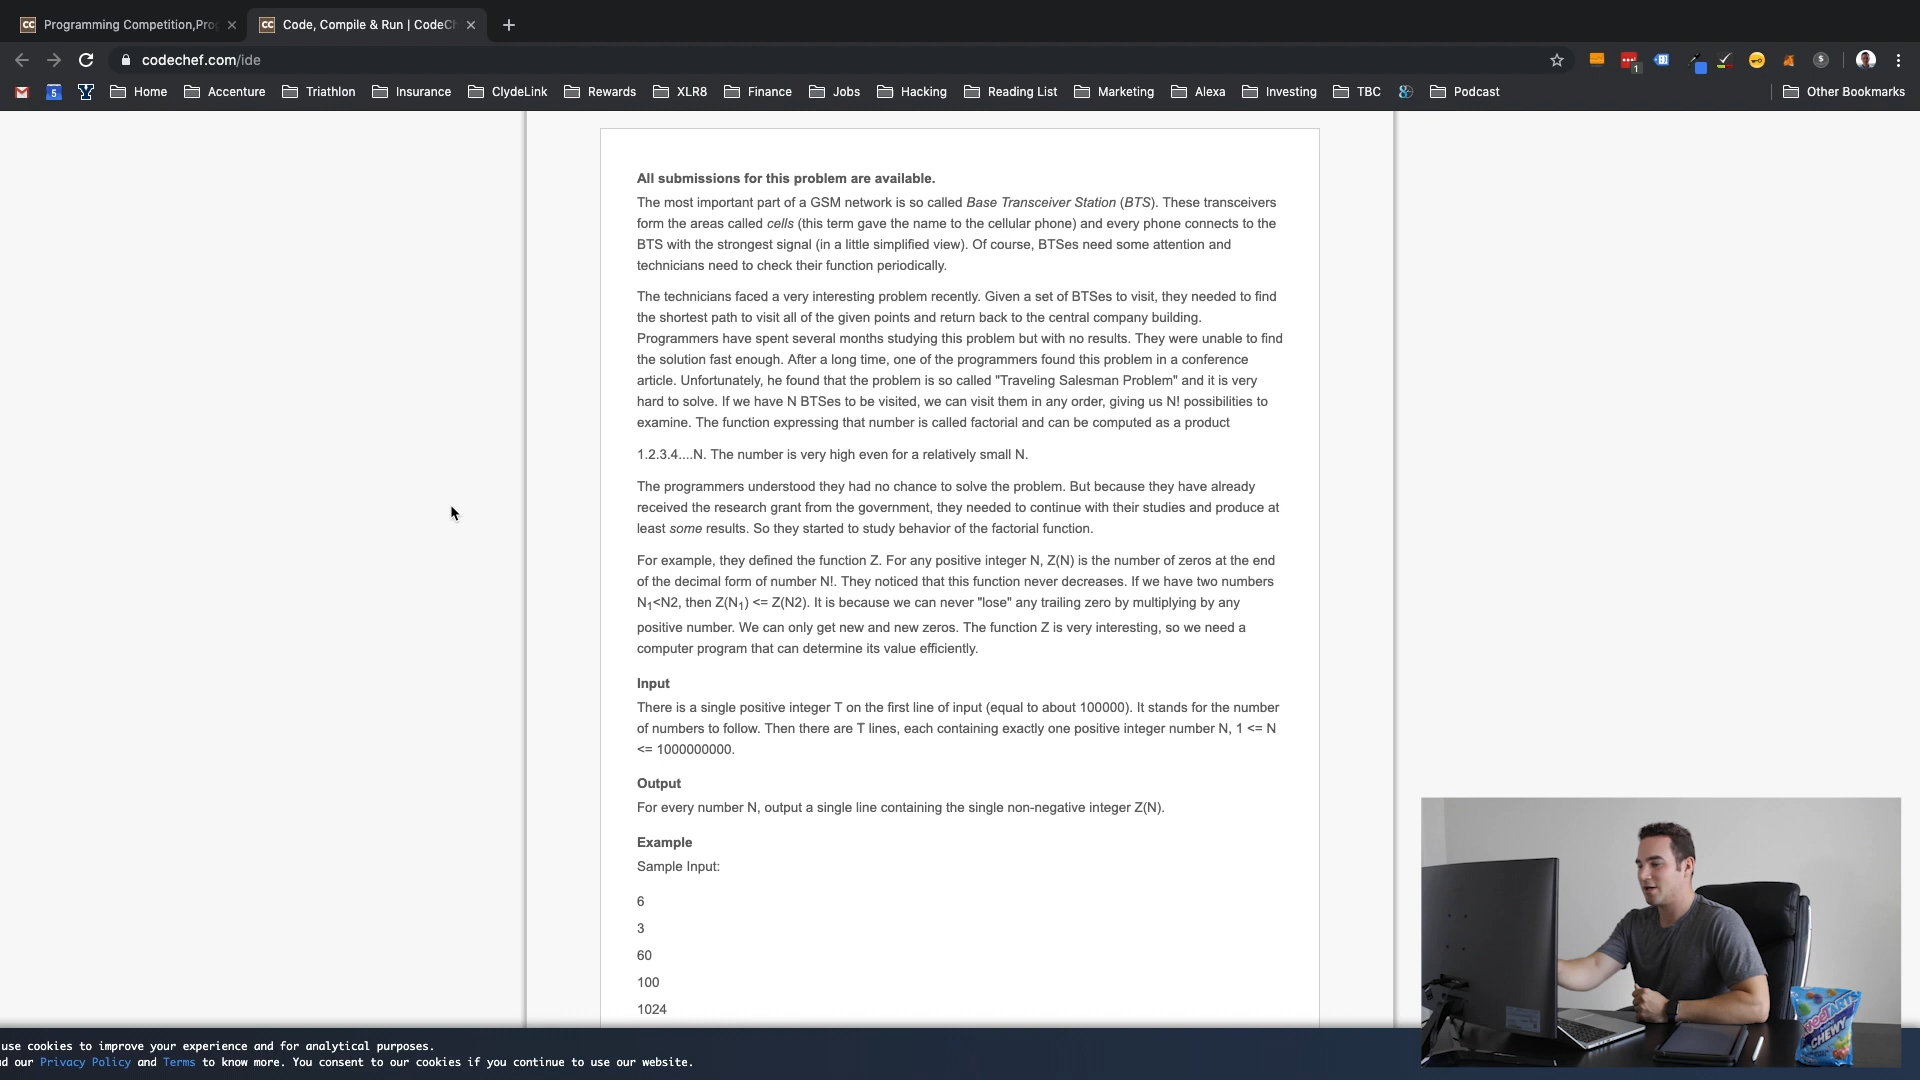 Programming Competition,Pro
Code, Compile & Run | CodeCh
codechef.com/ide
1
5
Home
Accenture
Triathlon
Insurance
ClydeLink
Rewards
XLR8
Finance
Jobs
Hacking
Reading List
Marketing
Alexa
Investing
TBC
Podcast
Other Bookmarks
All submissions for this problem are available.
The most important part of a GSM network is so called Base Transceiver Station (BTS). These transceivers
form the areas called cells (this term gave the name to the cellular phone) and every phone connects to the
BTS with the strongest signal (in a little simplified view). Of course, BTSes need some attention and
technicians need to check their function periodically.
The technicians faced a very interesting problem recently. Given a set of BTSes to visit, they needed to find
the shortest path to visit all of the given points and return back to the central company building.
Programmers have spent several months studying this problem but with no results. They were unable to find
the solution fast enough. After a long time, one of the programmers found this problem in a conference
article. Unfortunately, he found that the problem is so called "Traveling Salesman Problem" and it is very
hard to solve. If we have N BTSes to be visited, we can visit them in any order, giving us N! possibilities to
examine. The function expressing that number is called factorial and can be computed as a product
1.2.3.4....N. The number is very high even for a relatively small N.
The programmers understood they had no chance to solve the problem. But because they have already
received the research grant from the government, they needed to continue with their studies and produce at
least some results. So they started to study behavior of the factorial function.
For example, they defined the function Z. For any positive integer N, Z(N) is the number of zeros at the end
of the decimal form of number N!. They noticed that this function never decreases. If we have two numbers
N1<N2, then Z(N1) <= Z(N2). It is because we can never "lose" any trailing zero by multiplying by any
positive number. We can only get new and new zeros. The function Z is very interesting, so we need a
computer program that can determine its value efficiently.
Input
There is a single positive integer T on the first line of input (equal to about 100000). It stands for the number
of numbers to follow. Then there are T lines, each containing exactly one positive integer number N, 1 <= N
<= 1000000000.
Output
For every number N, output a single line containing the single non-negative integer Z(N).
Example
Sample Input:
6
3
60
100
1024
use cookies to improve your experience and for analytical purposes.
d our Privacy Policy and Terms to know more. You consent to our cookies if you continue to use our website.
CHEWY